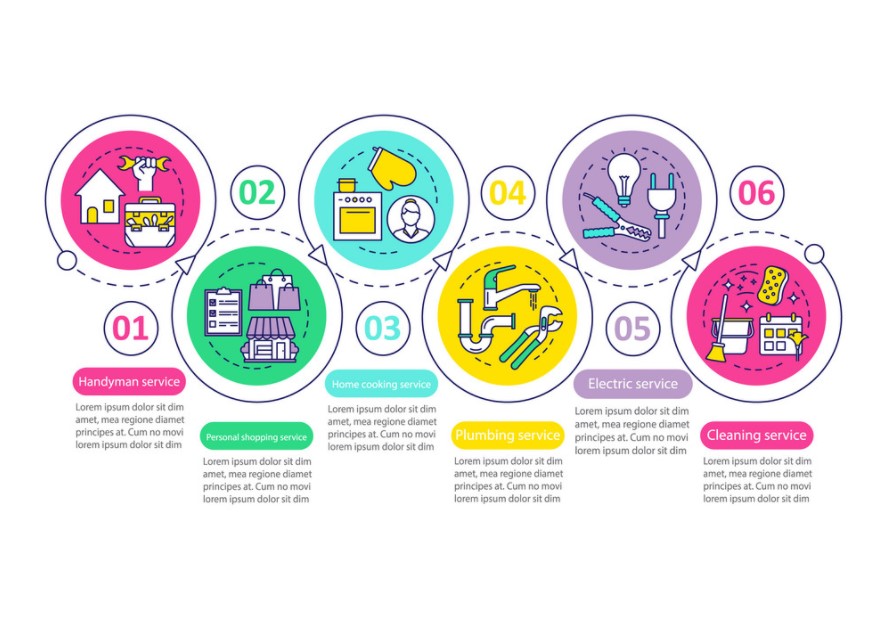 01
Handyman service
Lorem ipsum dolor sit dim
amet, mea regione diamet
principes at. Cum no movi
lorem ipsum dolor sit dim
02
Personal shopping service
Lorem ipsum dolor sit dim
amet, mea regione diamet
principes at. Cum no movi
lorem ipsum dolor sit dim
03
Home cooking service
Lorem ipsum dolor sit dim
amet, mea regione diamet
principes at. Cum no movi
lorem ipsum dolor sit dim
04
Plumbing service
Lorem ipsum dolor sit dim
amet, mea regione diamet
principes at. Cum no movi
lorem ipsum dolor sit dim
05
Electric service
Lorem ipsum dolor sit dim
amet, mea regione diamet
principes at. Cum no movi
lorem ipsum dolor sit dim
06
Cleaning service
Lorem ipsum dolor sit dim
amet, mea regione diamet
principes at. Cum no movi
lorem ipsum dolor sit dim